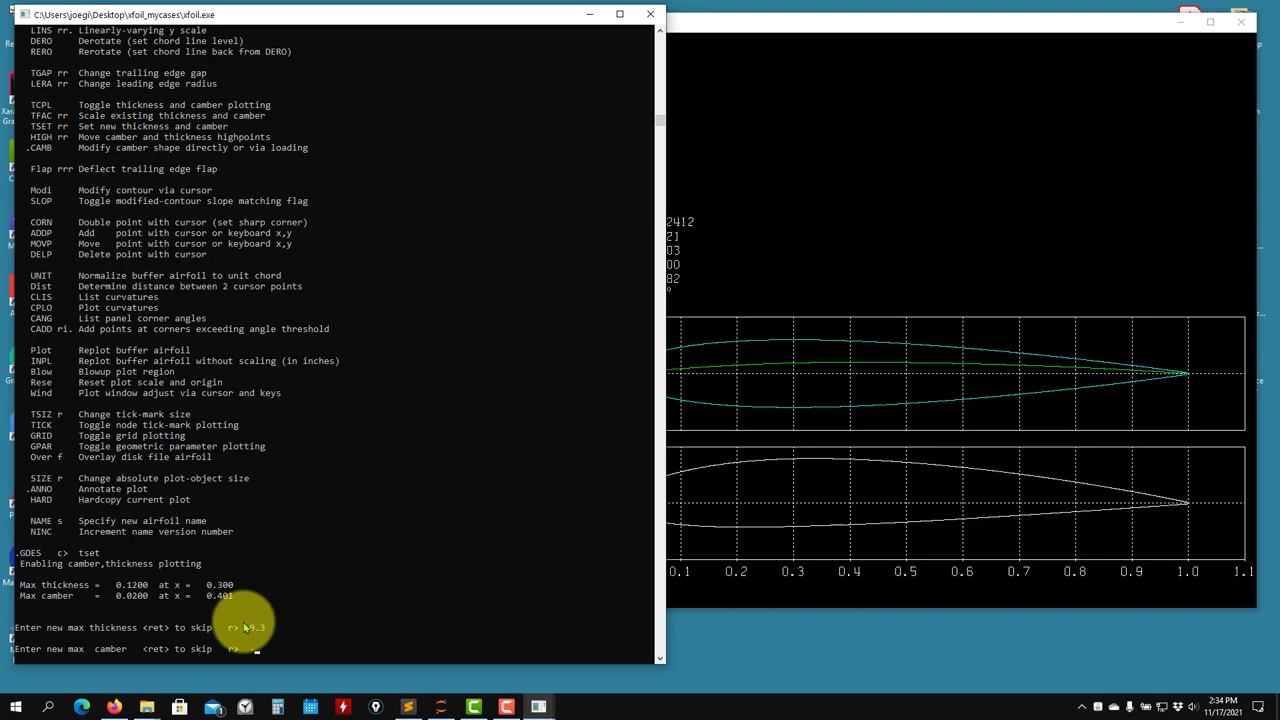 C:\Users\joegi\Desktop\xfoil_mycases\xfoil.exe
LINS rr. Linearly-varying y scale
DERO Derotate (set chord line level)
RERO Rerotate (set chord line back from DERO)
TGAP rr Change trailing edge gap
LERA rr Change leading edge radius
TCPL Toggle thickness and camber plotting
TFAC rr Scale existing thickness and camber
TSET rr Set new thickness and camber
HIGH rr Move camber and thickness highpoints
.CAMB Modify camber shape directly or via loading
Flap rrr Deflect trailing edge flap
Modi Modify contour via cursor
SLOP Toggle modified-contour slope matching flag
CORN Double point with cursor (set sharp corner)
ADDP Add point with cursor or keyboard x,y
MOVP Move point with cursor or keyboard x,y
DELP Delete point with cursor
UNIT Normalize buffer airfoil to unit chord
Dist Determine distance between 2 cursor points
CLIS List curvatures
CPLO Plot curvatures
CANG List panel corner angles
CADD ri. Add points at corners exceeding angle threshold
Plot Replot buffer airfoil
INPL Replot buffer airfoil without scaling (in inches)
Blow Blowup plot region
Rese Reset plot scale and origin
Wind Plot window adjust via cursor and keys
TSIZ r Change tick-mark size
TICK Toggle node tick-mark plotting
GRID Toggle grid plotting
GPAR Toggle geometric parameter plotting
Over f Overlay disk file airfoil
SIZE r Change absolute plot-object size
.ANNO Annotate plot
HARD Hardcopy current plot
NAME s Specify new airfoil name
NINC Increment name version number
.GDES c> tset
Enabling camber,thickness plotting
Max thickness = 0.1200 at x = 0.300
Max camber = 0.0200 at x = 0.401
Enter new max thickness <ret> to skip r> 0.3
Enter new max camber <ret> to skip r>
2412
21
03
00
82
°
0.1 0.2 0.3 0.4 0.5 0.6 0.7 0.8 0.9 1.0 1.1
2:34 PM
11/17/2021